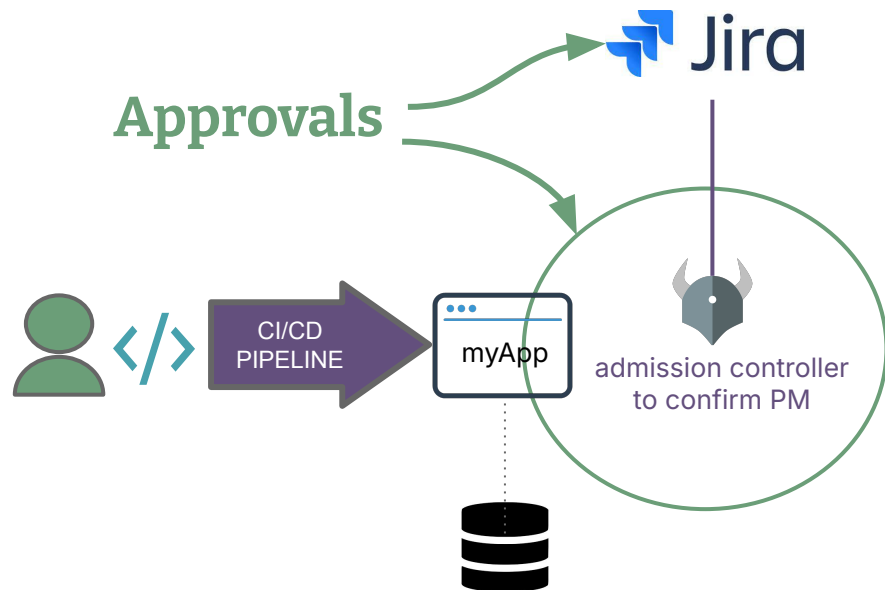 Jira
Approvals
</>
CI/CD
PIPELINE
myApp
admission controller
to confirm PM